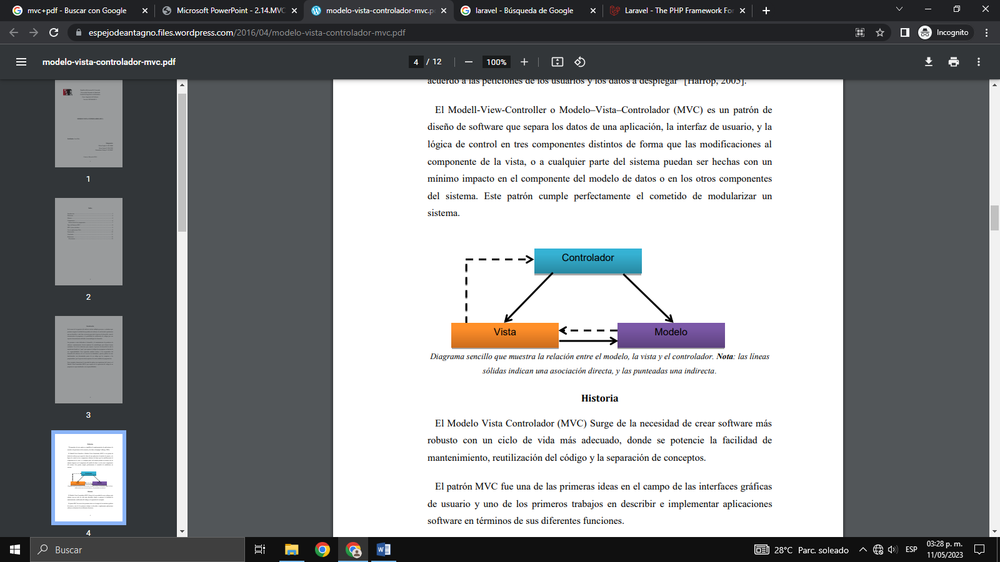 mvc+pdf - Buscar con Google
Microsoft PowerPoint - 2.14.MVC
modelo-vista-controlador-mvc.p
laravel - Búsqueda de Google
Laravel - The PHP Framework For
espejodeantagno.files.wordpress.com/2016/04/modelo-vista-controlador-mvc.pdf
Incognito
modelo-vista-controlador-mvc.pdf
4 / 12
100%
1
2
3
4
acuerdo a las peticiones de los usuarios y los datos a desplegar" [Harrop, 2005].
El Modell-View-Controller o Modelo–Vista–Controlador (MVC) es un patrón de
diseño de software que separa los datos de una aplicación, la interfaz de usuario, y la
lógica de control en tres componentes distintos de forma que las modificaciones al
componente de la vista, o a cualquier parte del sistema puedan ser hechas con un
mínimo impacto en el componente del modelo de datos o en los otros componentes
del sistema. Este patrón cumple perfectamente el cometido de modularizar un
sistema.
Controlador
Vista
Modelo
Diagrama sencillo que muestra la relación entre el modelo, la vista y el controlador. Nota: las líneas
sólidas indican una asociación directa, y las punteadas una indirecta.
Historia
El Modelo Vista Controlador (MVC) Surge de la necesidad de crear software más
robusto con un ciclo de vida más adecuado, donde se potencie la facilidad de
mantenimiento, reutilización del código y la separación de conceptos.
El patrón MVC fue una de las primeras ideas en el campo de las interfaces gráficas
de usuario y uno de los primeros trabajos en describir e implementar aplicaciones
software en términos de sus diferentes funciones.
Buscar
28°C Parc. soleado
ESP
03:28 p. m.
11/05/2023